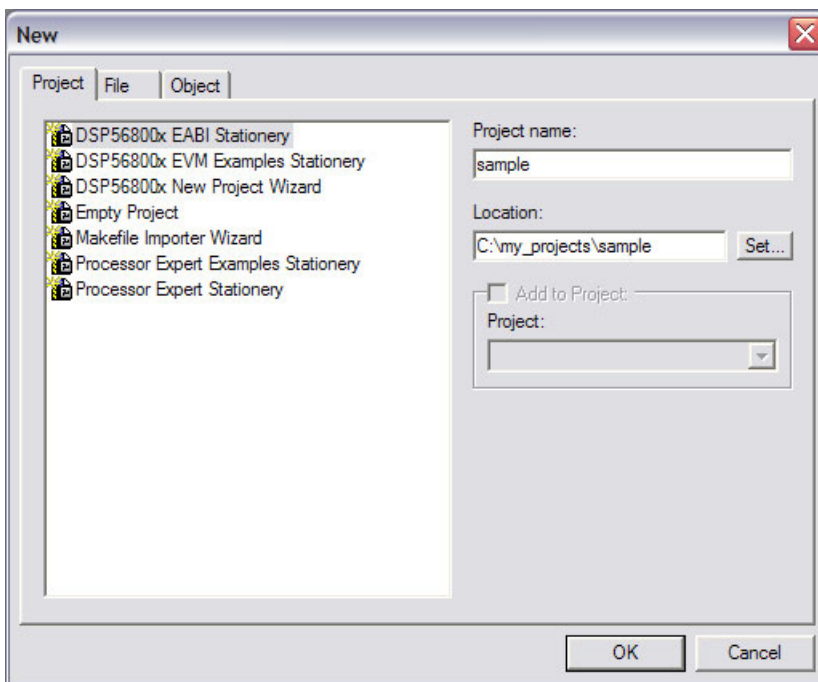 New
Project File Object
DSP56800x EABI Stationery
DSP56800x EVM Examples Stationery
DSP56800x New Project Wizard
Empty Project
Makefile Importer Wizard
Processor Expert Examples Stationery
Processor Expert Stationery
Project name:
sample
Location:
C:\my_projects\sample Set...
Add to Project:
Project:
OK Cancel